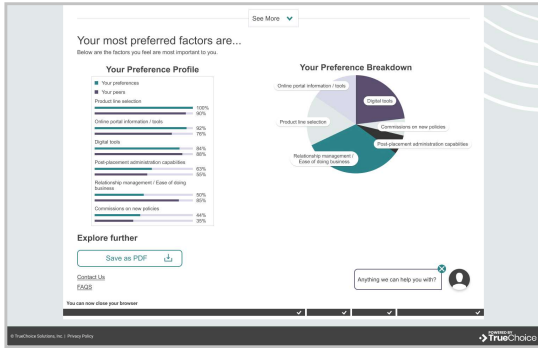 See More
Your most preferred factors are...
Below are the factors you feel are most important to you.
Your Preference Profile
Your preferences
Your peers
Product line selection
100%
90%
Online portal information / tools
92%
76%
Digital tools
84%
88%
Post-placement administration capabilities
63%
55%
Relationship management / Ease of doing
business
50%
85%
Commissions on new policies
44%
35%
Your Preference Breakdown
Online portal information / tools
Digital tools
Product line selection
Commissions on new policies
Post-placement administration capabilities
Relationship management /
Ease of doing business
Explore further
Save as PDF
Contact Us
FAQS
Anything we can help you with?
You can now close your browser
© TrueChoice Solutions, Inc | Privacy Policy
POWERED BY
TrueChoice